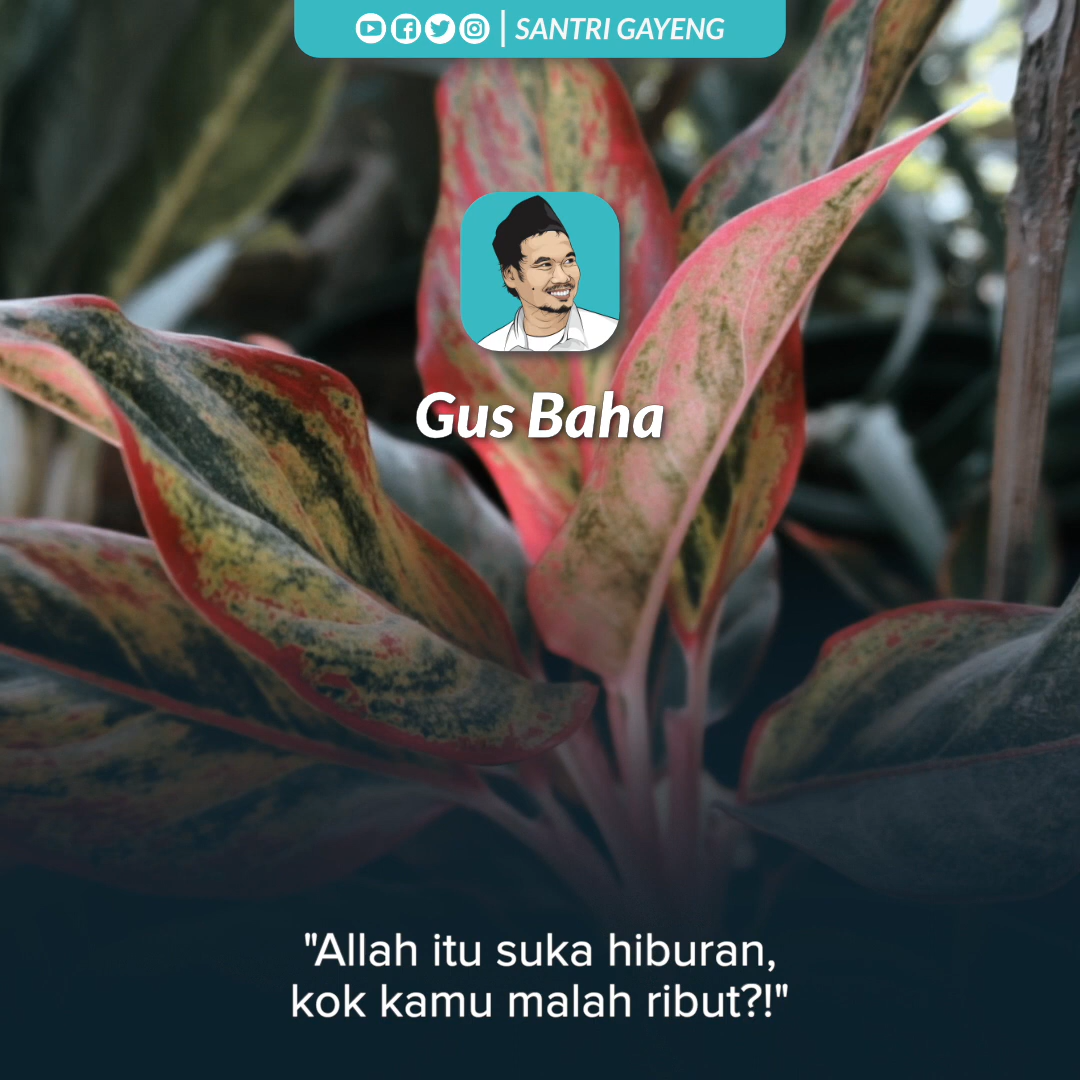 | SANTRI GAYENG
Gus Baha
"Allah itu suka hiburan,
kok kamu malah ribut?!"